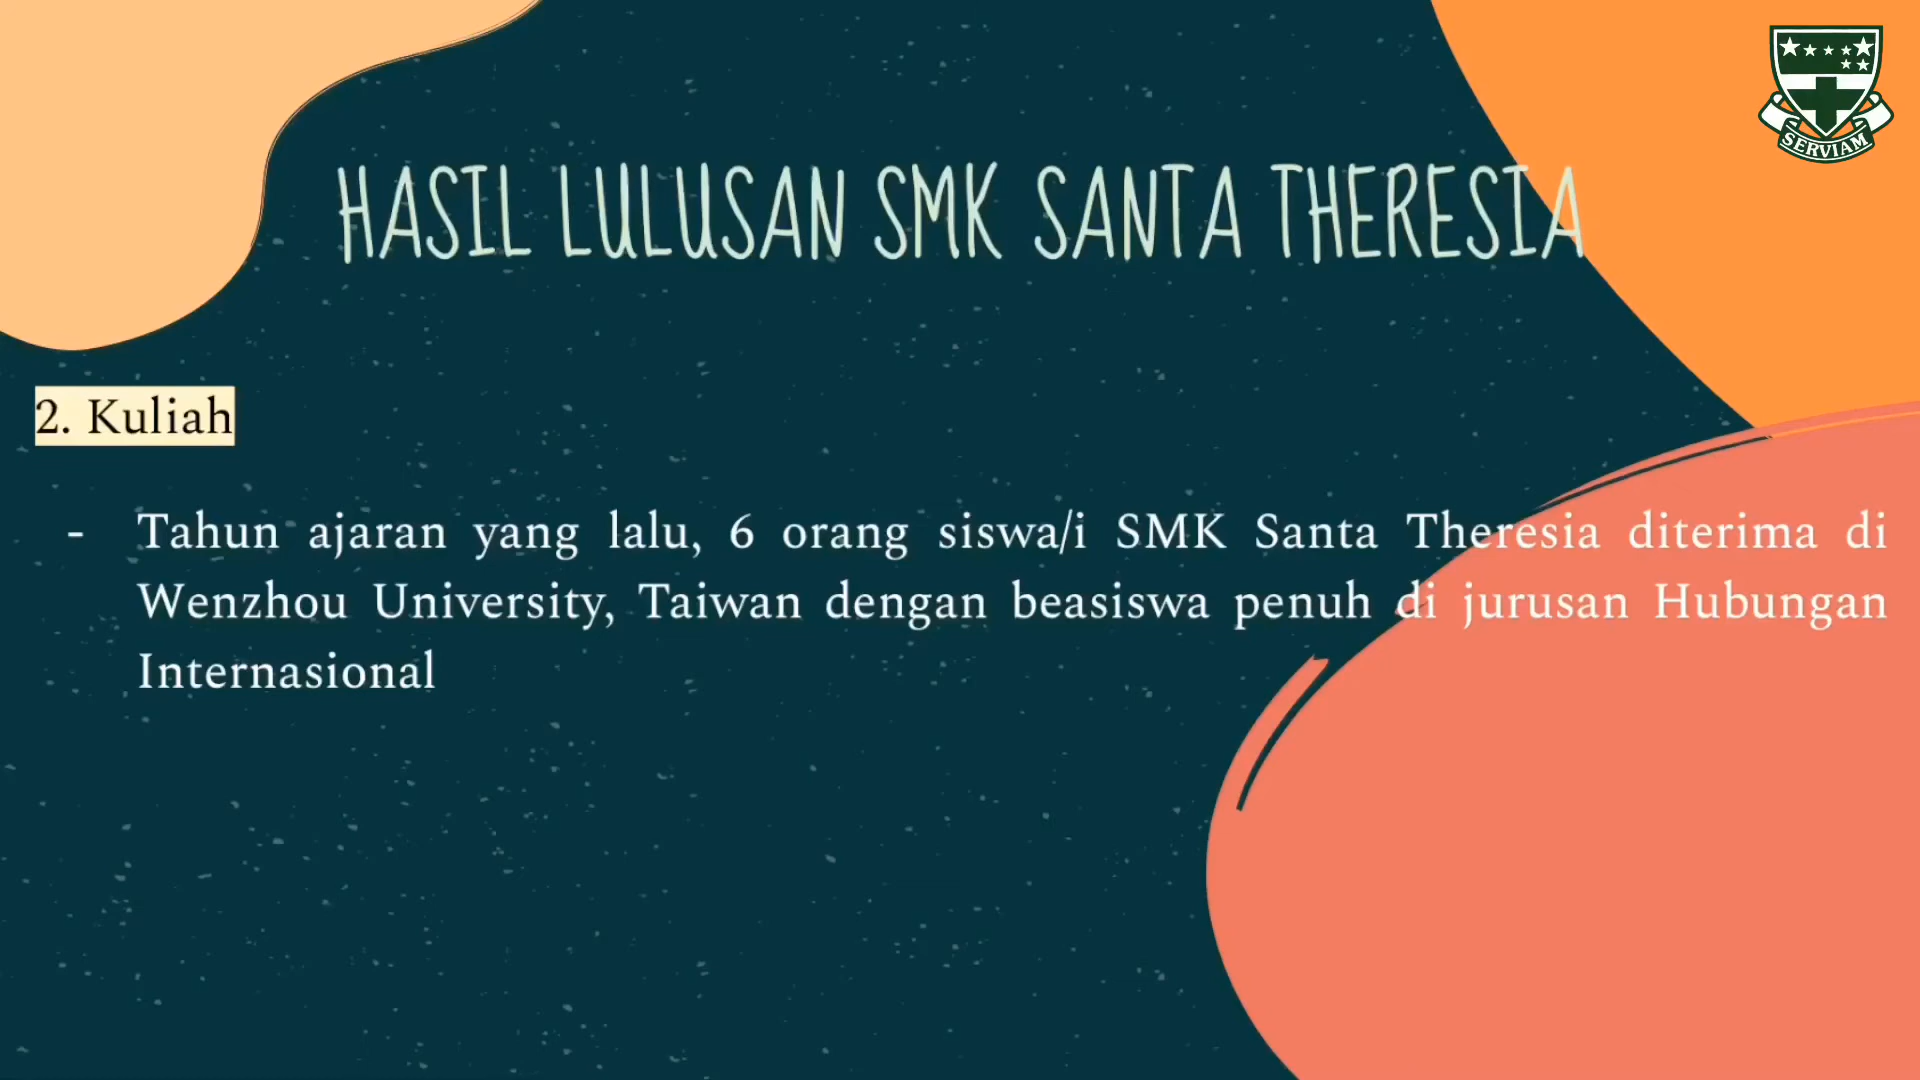 SERVIAM
HASIL LULUSAN SMK SANTA THERESIA
2. Kuliah
- Tahun ajaran yang lalu, 6 orang siswa/i SMK Santa Theresia diterima di
Wenzhou University, Taiwan dengan beasiswa penuh di jurusan Hubungan
Internasional